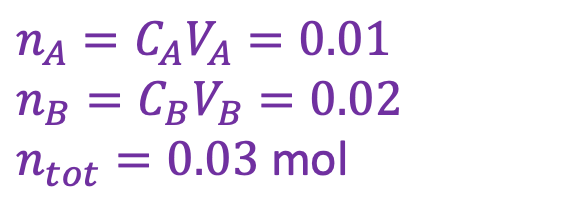 n_A = C_A V_A = 0.01
n_B = C_B V_B = 0.02
n_tot = 0.03 mol